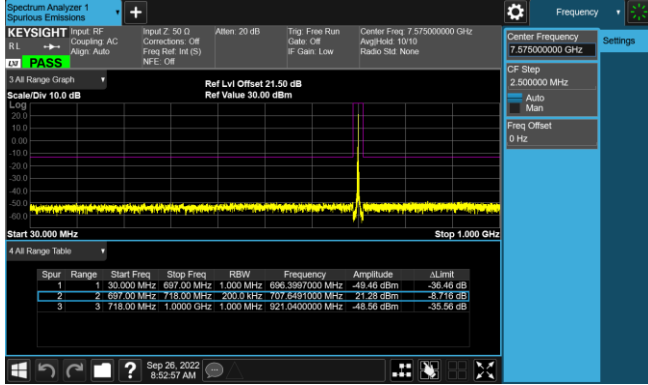 Spectrum Analyzer 1
Spurious Emissions
Frequency
KEYSIGHT
RL
LXI
PASS
Input: RF
Coupling: AC
Align: Auto
Input Z: 50 Ω
Corrections: Off
Freq Ref: Int (S)
NFE: Off
Atten: 20 dB
Trig: Free Run
Gate: Off
IF Gain: Low
Center Freq: 7.575000000 GHz
Avg|Hold: 10/10
Radio Std: None
Center Frequency
7.575000000 GHz
Settings
CF Step
2.500000 MHz
Auto
Man
Freq Offset
0 Hz
3 All Range Graph
Scale/Div 10.0 dB
Ref Lvl Offset 21.50 dB
Ref Value 30.00 dBm
Log
20.0
10.0
0.00
-10.0
-20.0
-30.0
-40.0
-50.0
-60.0
Start 30.000 MHz
Stop 1.000 GHz
4 All Range Table
Spur Range Start Freq Stop Freq RBW Frequency Amplitude ΔLimit
1 1 30.000 MHz 697.00 MHz 1.000 MHz 696.3997000 MHz -49.46 dBm -36.46 dB
2 2 697.00 MHz 718.00 MHz 200.0 kHz 707.6491000 MHz 21.28 dBm -8.716 dB
3 3 718.00 MHz 1.0000 GHz 1.000 MHz 921.0400000 MHz -48.56 dBm -35.56 dB
Sep 26, 2022
8:52:57 AM